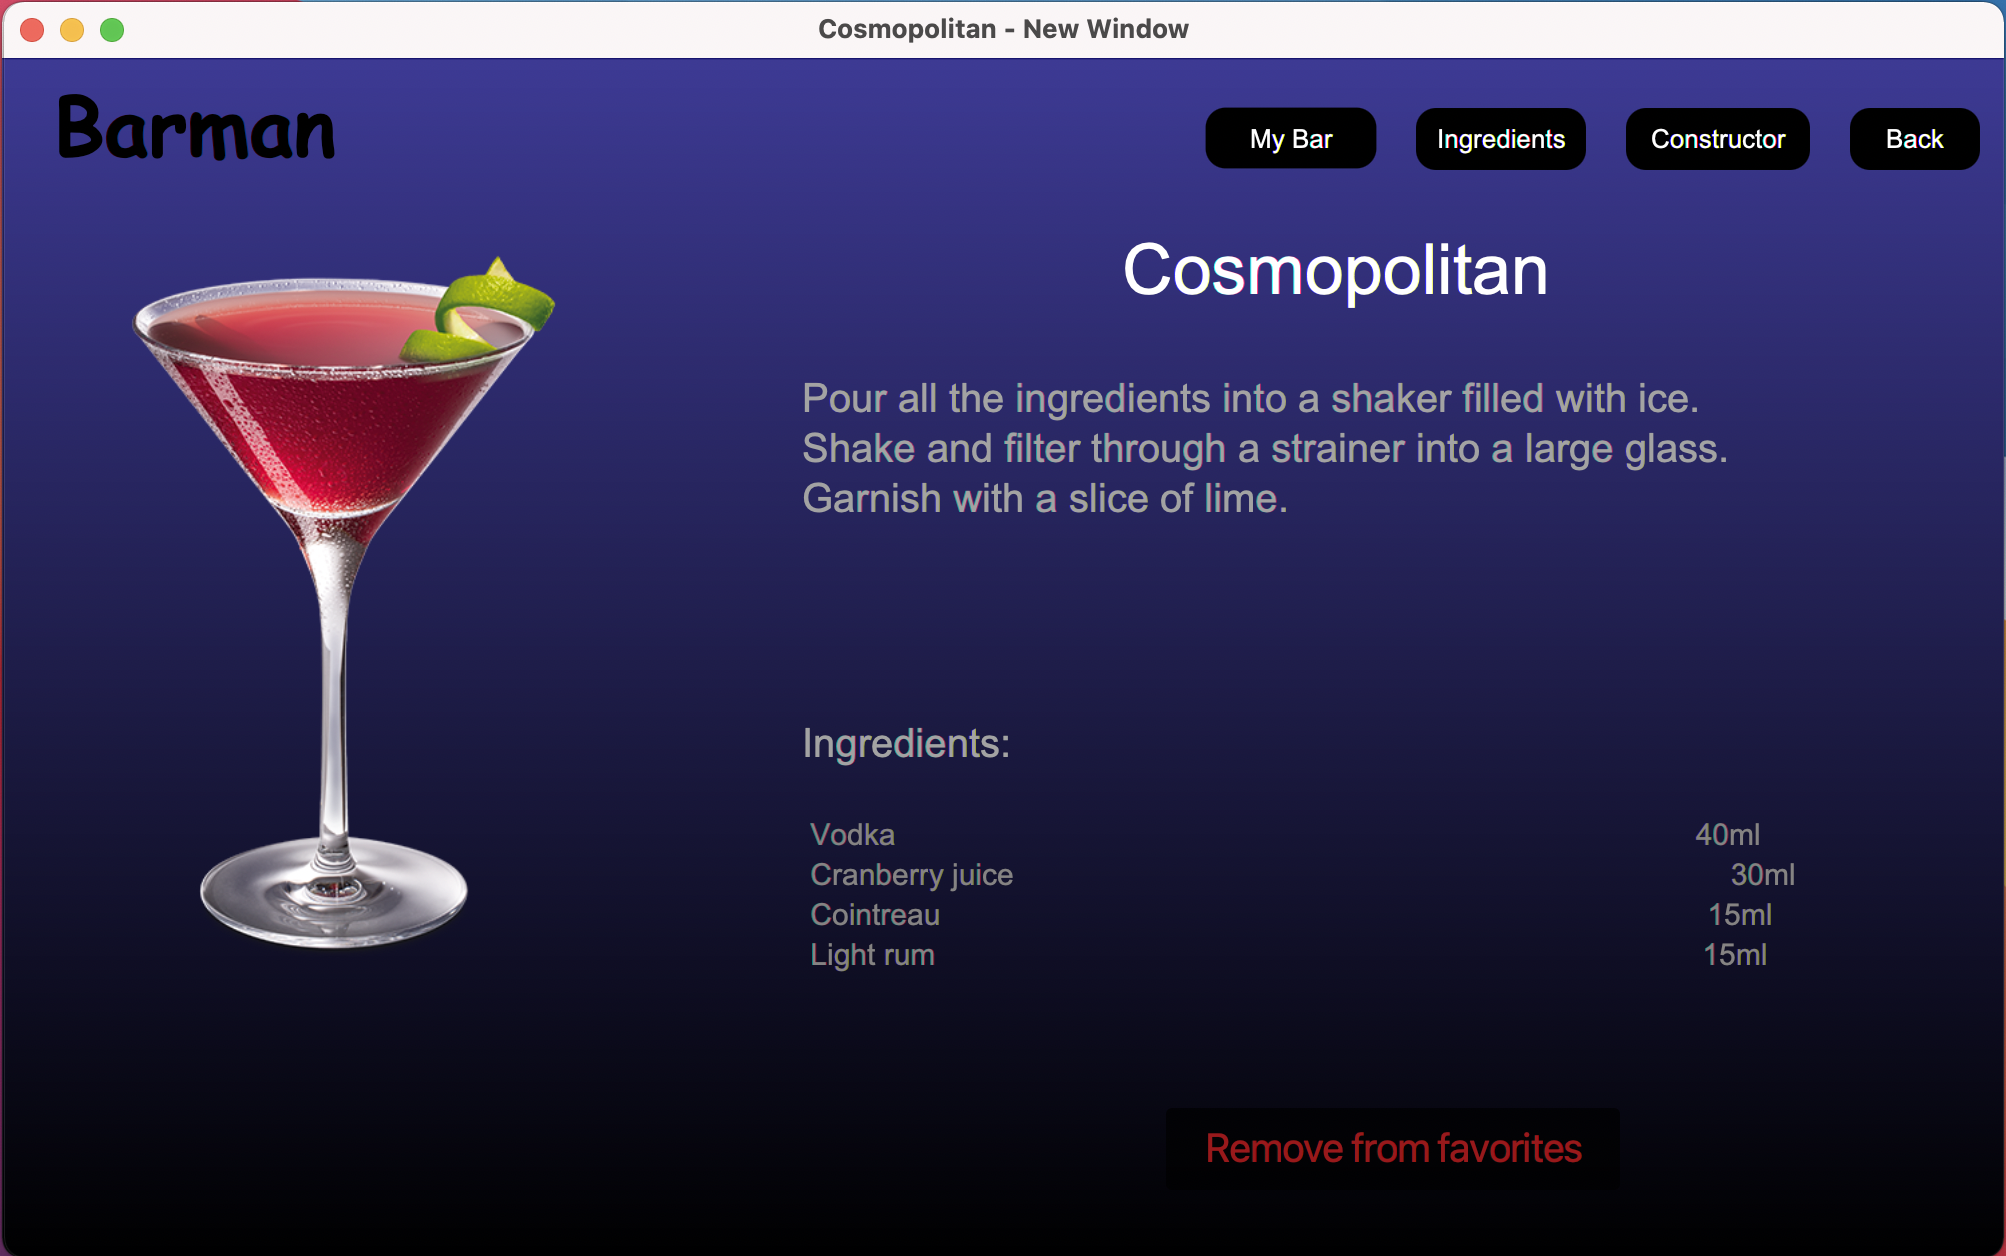 Cosmopolitan - New Window
Barman
My Bar Ingredients Constructor Back
Cosmopolitan
Pour all the ingredients into a shaker filled with ice.
Shake and filter through a strainer into a large glass.
Garnish with a slice of lime.
Ingredients:
Vodka 40ml
Cranberry juice 30ml
Cointreau 15ml
Light rum 15ml
Remove from favorites